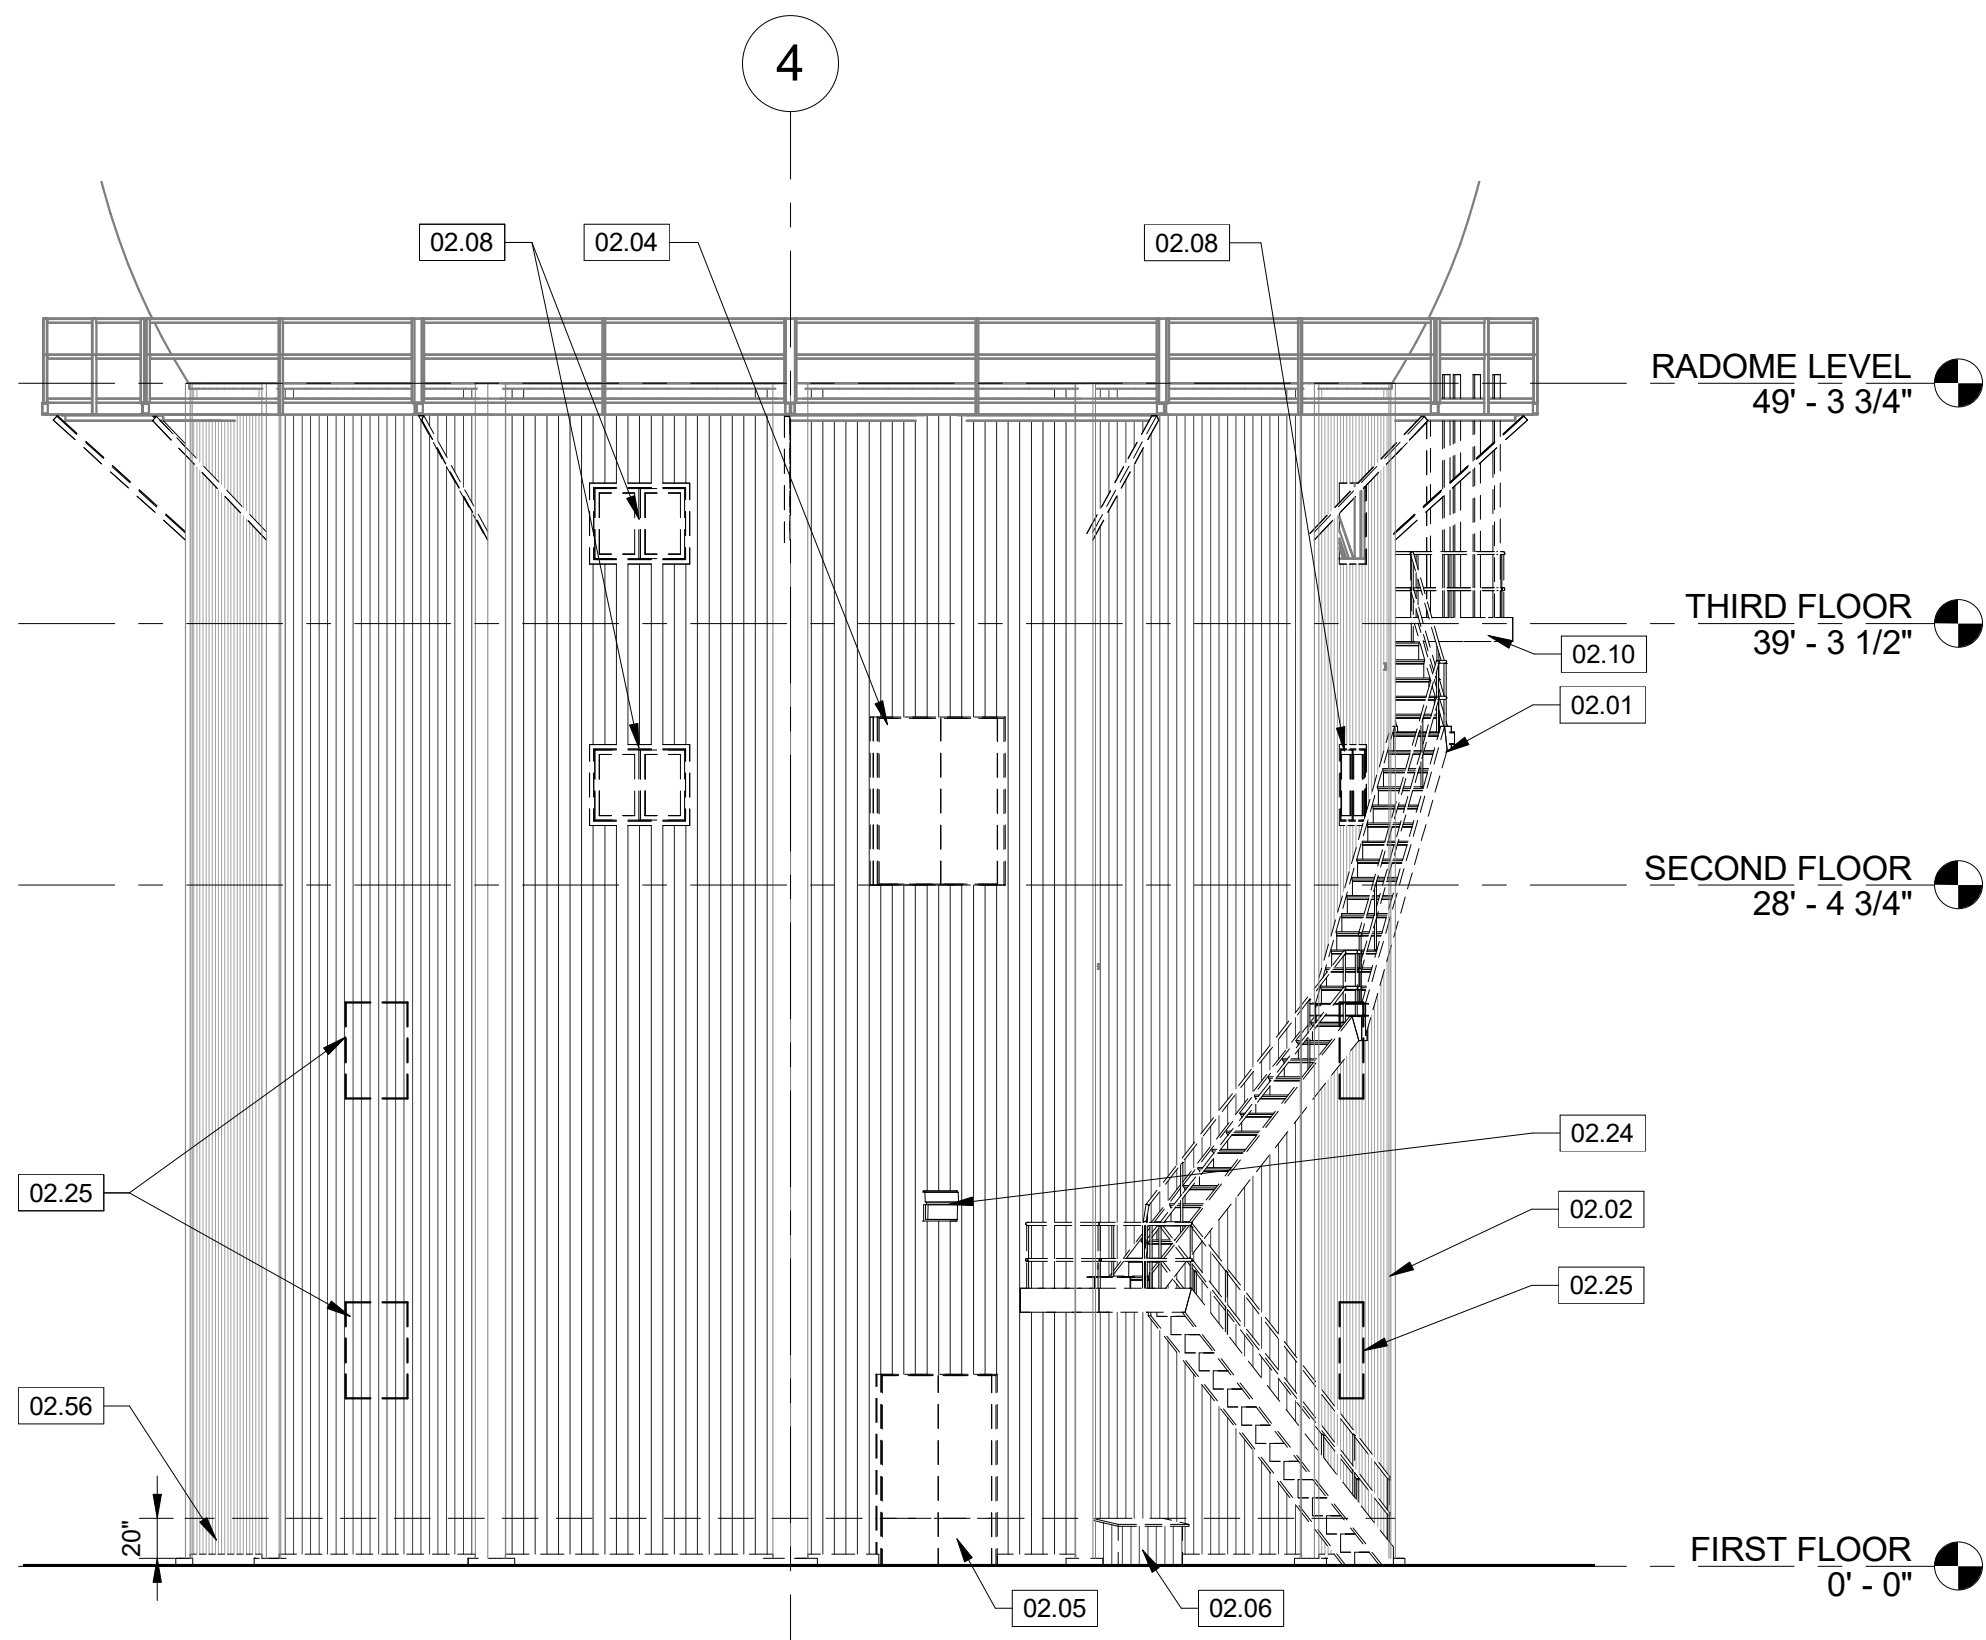 4
02.08
02.04
02.08
RADOME LEVEL
49' - 3 3/4"
THIRD FLOOR
39' - 3 1/2"
02.10
02.01
SECOND FLOOR
28' - 4 3/4"
02.24
02.25
02.02
02.25
02.56
20"
FIRST FLOOR
0' - 0"
02.05
02.06